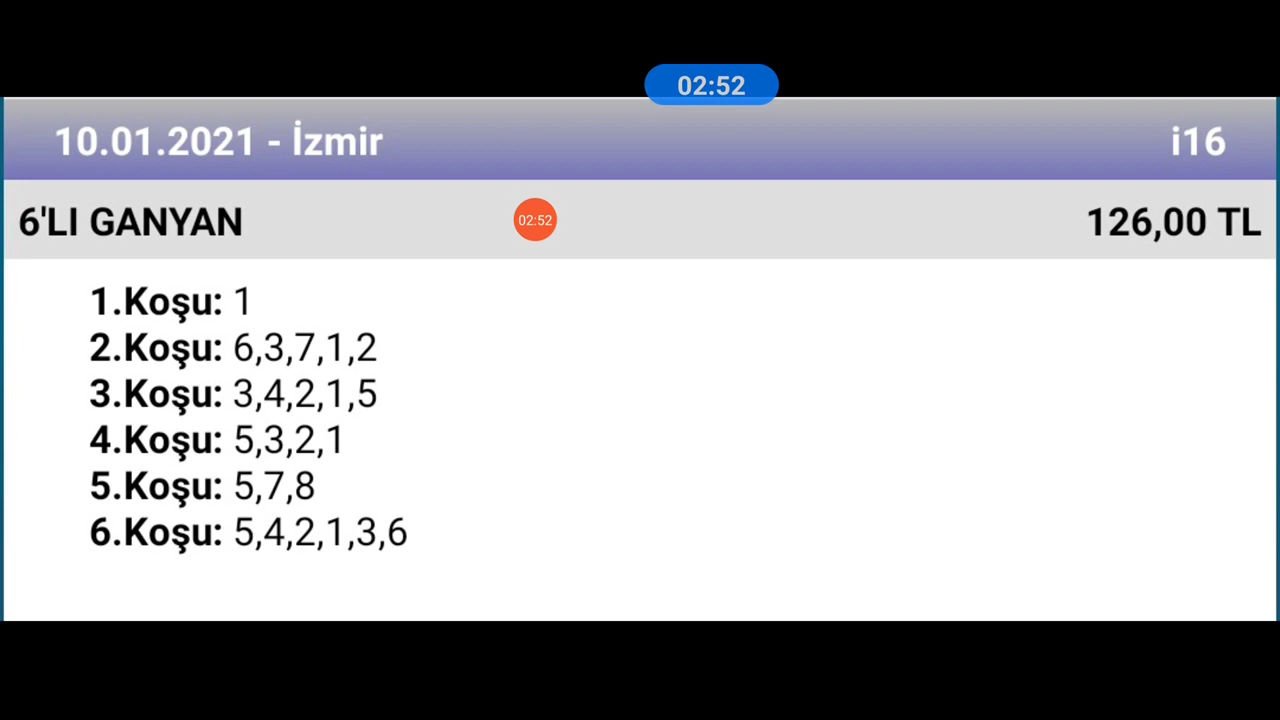 02:52
10.01.2021 - İzmir i16
6'LI GANYAN 02:52 126,00 TL
1.Koşu: 1
2.Koşu: 6,3,7,1,2
3.Koşu: 3,4,2,1,5
4.Koşu: 5,3,2,1
5.Koşu: 5,7,8
6.Koşu: 5,4,2,1,3,6